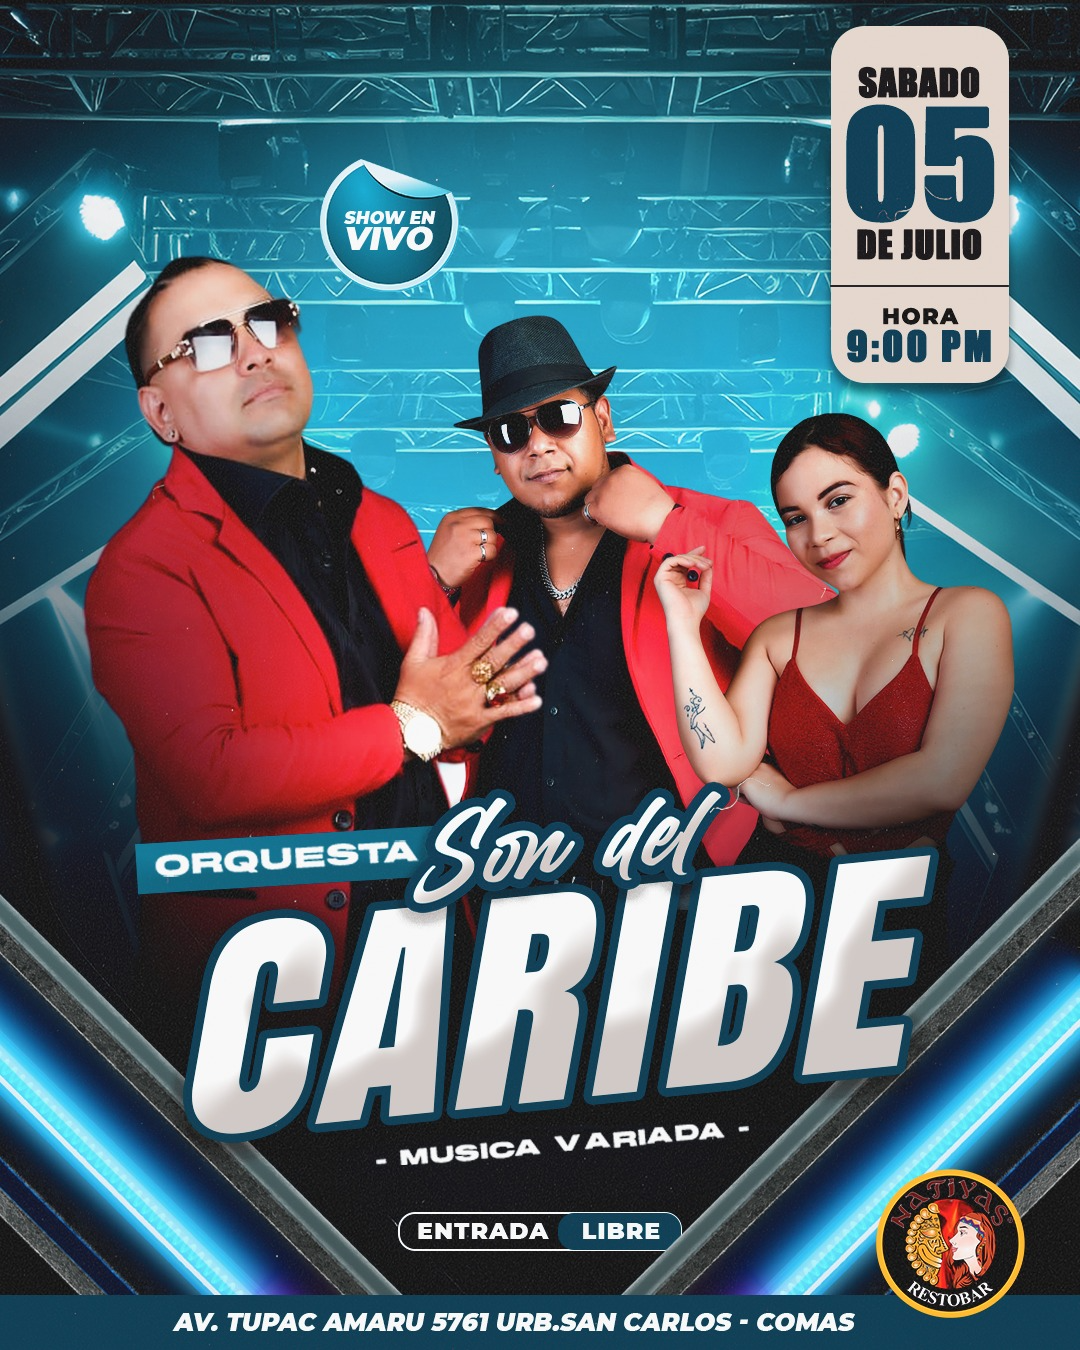 SABADO
05
DE JULIO
HORA
9:00 PM
SHOW EN
VIVO
ORQUESTA Son del
CARIBE
- MUSICA VARIADA -
ENTRADA LIBRE
NATIVAS
RESTOBAR
AV. TUPAC AMARU 5761 URB.SAN CARLOS - COMAS